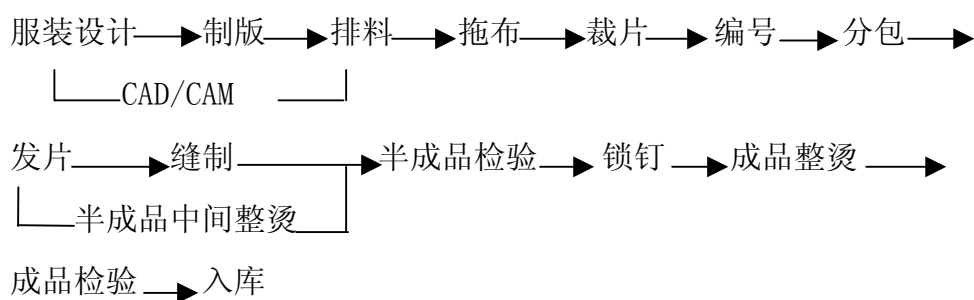 服装设计 制版 排料 拖布 裁片 编号 分包
CAD/CAM
发片 缝制 半成品检验 锁钉 成品整烫
半成品中间整烫
成品检验 入库